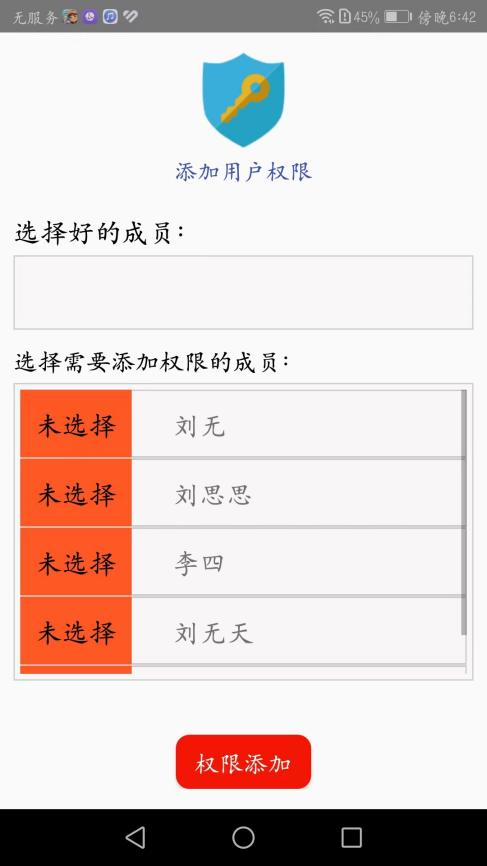 无服务 45% 傍晚6:42
添加用户权限
选择好的成员：
选择需要添加权限的成员：
未选择 刘无
未选择 刘思思
未选择 李四
未选择 刘无天
权限添加